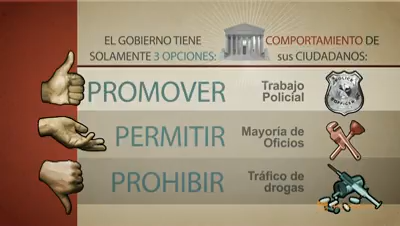 EL GOBIERNO TIENE
SOLAMENTE 3 OPCIONES:
COMPORTAMIENTO DE
sus CIUDADANOS:
PROMOVER
Trabajo
Policial
POLICE
OFFICER
PERMITIR
Mayoría de
Oficios
PROHIBIR
Tráfico de
drogas